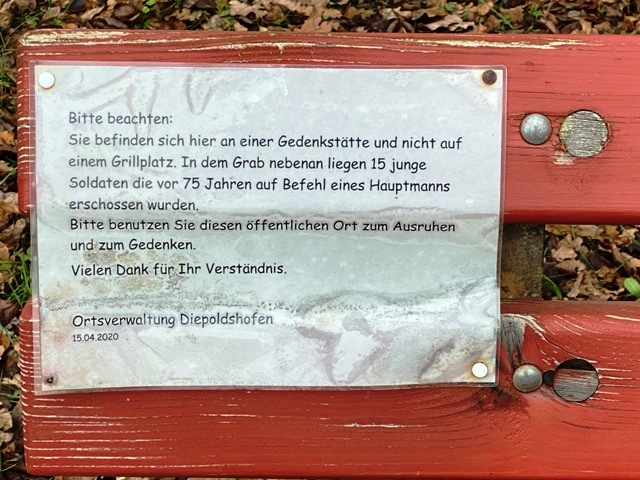 Bitte beachten:
Sie befinden sich hier an einer Gedenkstätte und nicht auf
einem Grillplatz. In dem Grab nebenan liegen 15 junge
Soldaten die vor 75 Jahren auf Befehl eines Hauptmanns
erschossen wurden.
Bitte benutzen Sie diesen öffentlichen Ort zum Ausruhen
und zum Gedenken.
Vielen Dank für Ihr Verständnis.
Ortsverwaltung Diepoldshofen
15.04.2020